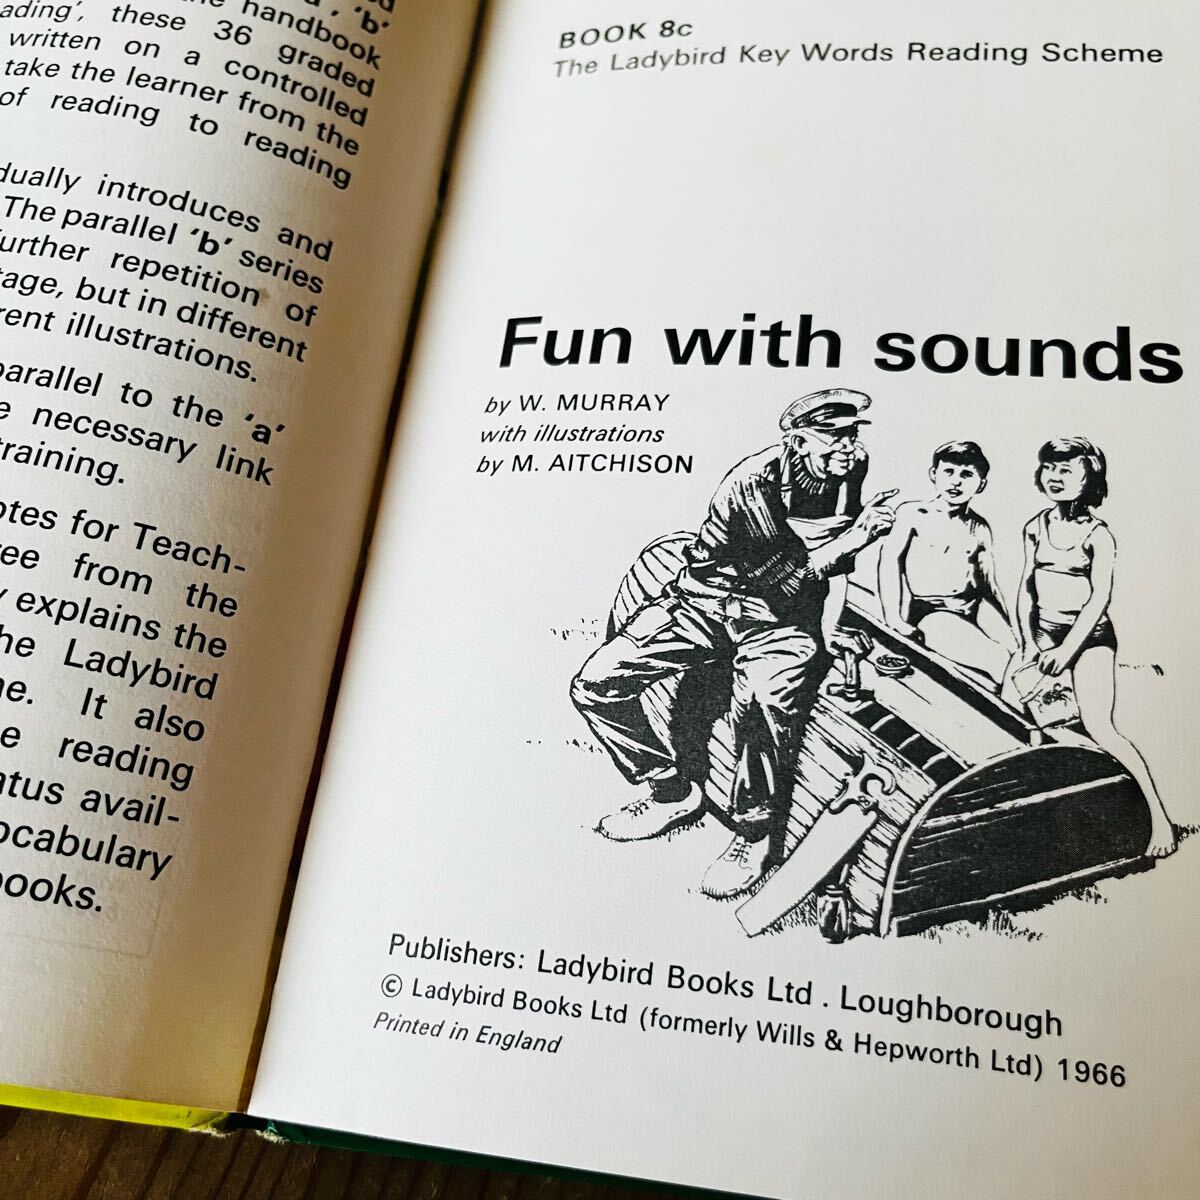 'b'
handbook
ading', these 36 graded
written on a controlled
take the learner from the
of reading to reading
dually introduces and
The parallel 'b' series
further repetition of
tage, but in different
rent illustrations.
parallel to the 'a'
e necessary link
training.
otes for Teach-
ree from the
y explains the
he Ladybird
ne. It also
e reading
atus avail-
ocabulary
books.
BOOK 8c
The Ladybird Key Words Reading Scheme
Fun with sounds
by W. MURRAY
with illustrations
by M. AITCHISON
Publishers: Ladybird Books Ltd . Loughborough
© Ladybird Books Ltd (formerly Wills & Hepworth Ltd) 1966
Printed in England